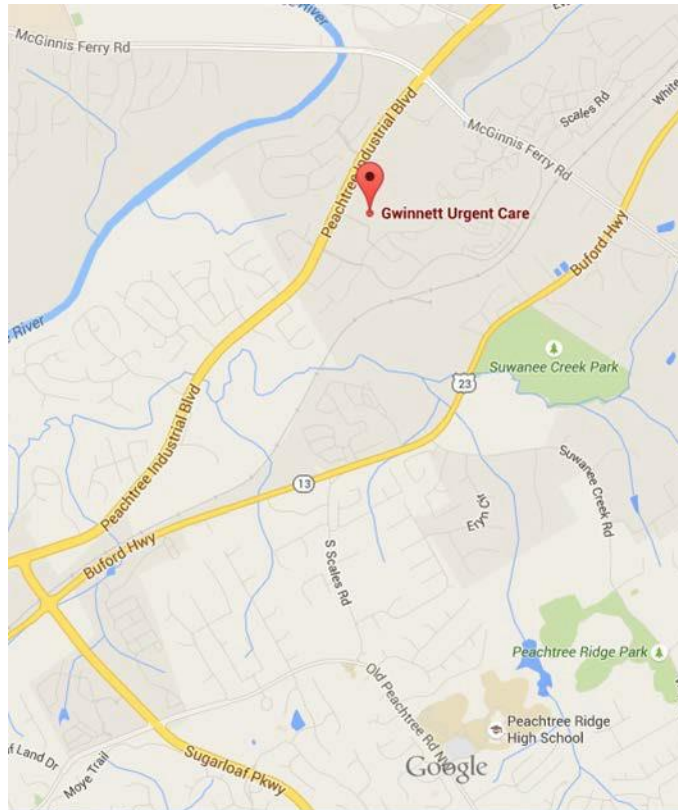 River
McGinnis Ferry Rd
Peachtree Industrial Blvd
Scales Rd
White
McGinnis Ferry Rd
Gwinnett Urgent Care
Buford Hwy
River
Suwanee Creek Park
23
Peachtree Industrial Blvd
Suwanee Creek Rd
13
Eryn Cir
Buford Hwy
S Scales Rd
Peachtree Ridge Park
Old Peachtree Rd NW
Peachtree Ridge
High School
Land Dr
Moye Trail
Sugarloaf Pkwy
Google